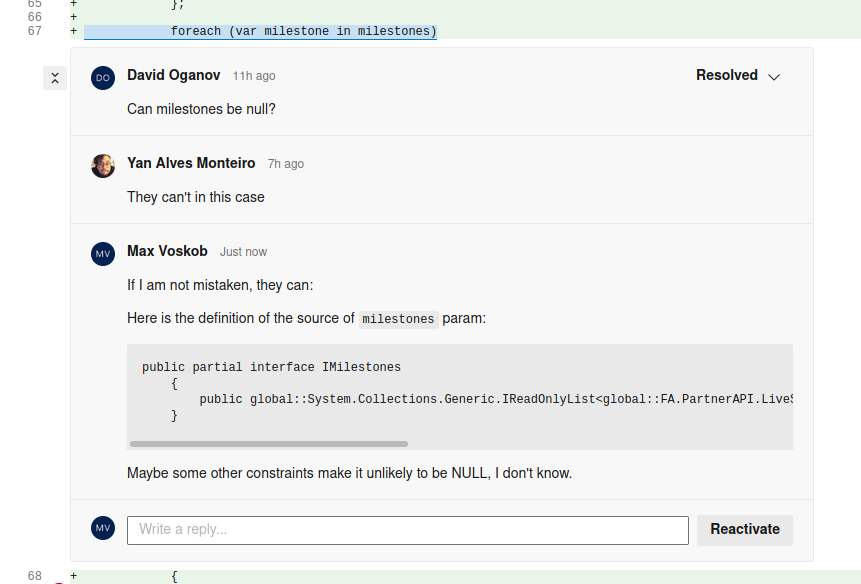 65 + };
66 +
67 + foreach (var milestone in milestones)
DO David Oganov 11h ago Resolved
Can milestones be null?
Yan Alves Monteiro 7h ago
They can't in this case
MV Max Voskob Just now
If I am not mistaken, they can:
Here is the definition of the source of milestones param:
public partial interface IMilestones
{
public global::System.Collections.Generic.IReadOnlyList<global::FA.PartnerAPI.Live
}
Maybe some other constraints make it unlikely to be NULL, I don't know.
MV Write a reply... Reactivate
68 + {